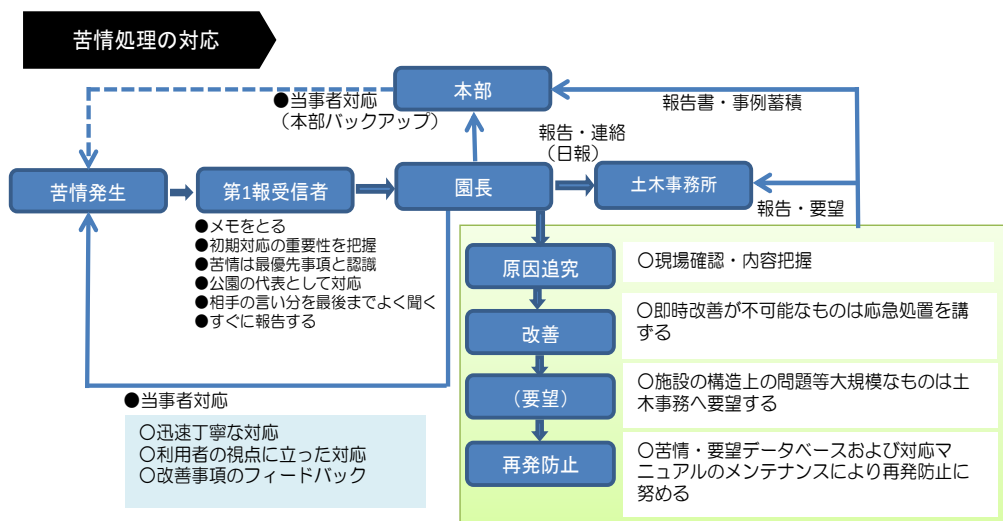 苦情処理の対応
本部
●当事者対応
（本部バックアップ）
報告書・事例蓄積
報告・連絡
（日報）
苦情発生
第1報受信者
園長
土木事務所
報告・要望
●メモをとる
●初期対応の重要性を把握
●苦情は最優先事項と認識
●公園の代表として対応
●相手の言い分を最後までよく聞く
●すぐに報告する
原因追究
〇現場確認・内容把握
改善
〇即時改善が不可能なものは応急処置を講
ずる
（要望）
〇施設の構造上の問題等大規模なものは土
木事務へ要望する
再発防止
〇苦情・要望データベースおよび対応マ
ニュアルのメンテナンスにより再発防止に
努める
●当事者対応
〇迅速丁寧な対応
〇利用者の視点に立った対応
〇改善事項のフィードバック